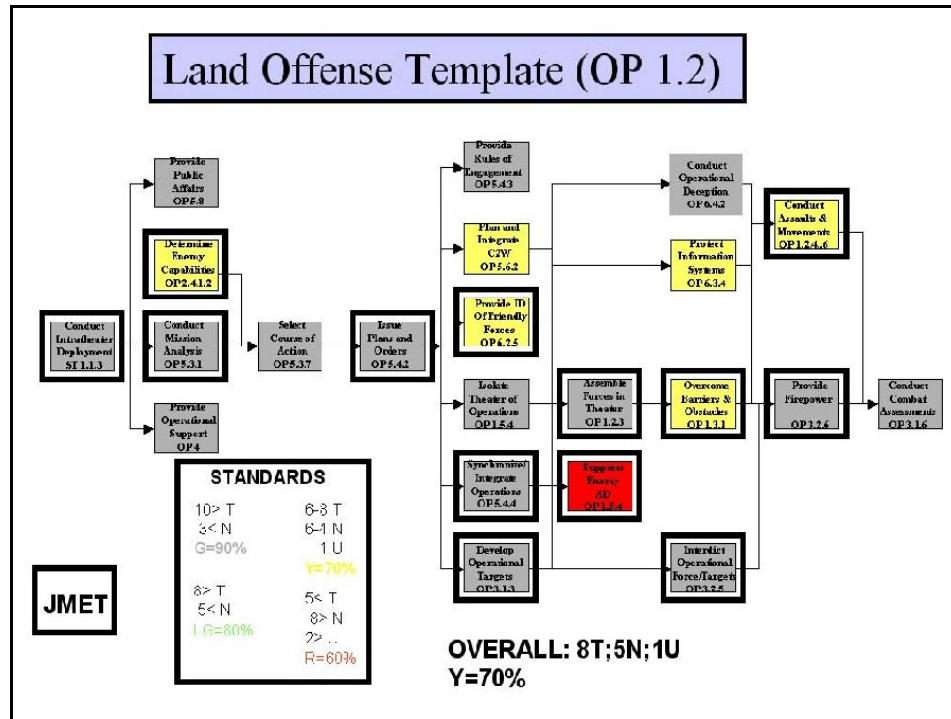 Land Offense Template (OP 1.2)
Provide
Public
Affairs
OP5.8
Determine
Enemy
Capabilities
OP2.4.1.2
Conduct
Intratheater
Deployment
ST 1.1.3
Conduct
Mission
Analysis
OP5.3.1
Provide
Operational
Support
OP4
Select
Course of
Action
OP5.3.7
Issue
Plans and
Orders
OP5.4.2
Provide
Rules of
Engagement
OP5.4.3
Plan and
Integrate
C2W
OP5.6.2
Provide ID
Of Friendly
Forces
OP6.2.5
Isolate
Theater of
Operations
OP1.5.4
Synchronize/
Integrate
Operations
OP5.4.4
Develop
Operational
Targets
OP3.1.3
Assemble
Forces in
Theater
OP1.2.3
Suppress
Enemy
AD
OP1.5.4
Conduct
Operational
Deception
OP6.4.2
Protect
Information
Systems
OP6.3.4
Overcome
Barriers &
Obstacles
OP1.3.1
Interdict
Operational
Force/Targets
OP3.2.5
Conduct
Assaults &
Movements
OP1.2.4..6
Provide
Firepower
OP3.2.6
Conduct
Combat
Assessments
OP3.1.6
STANDARDS
10> T
3< N
G=90%
6-8 T
6-4 N
1 U
Y=70%
8> T
5< N
LG=80%
5< T
8> N
2>
R=60%
JMET
OVERALL: 8T;5N;1U
Y=70%